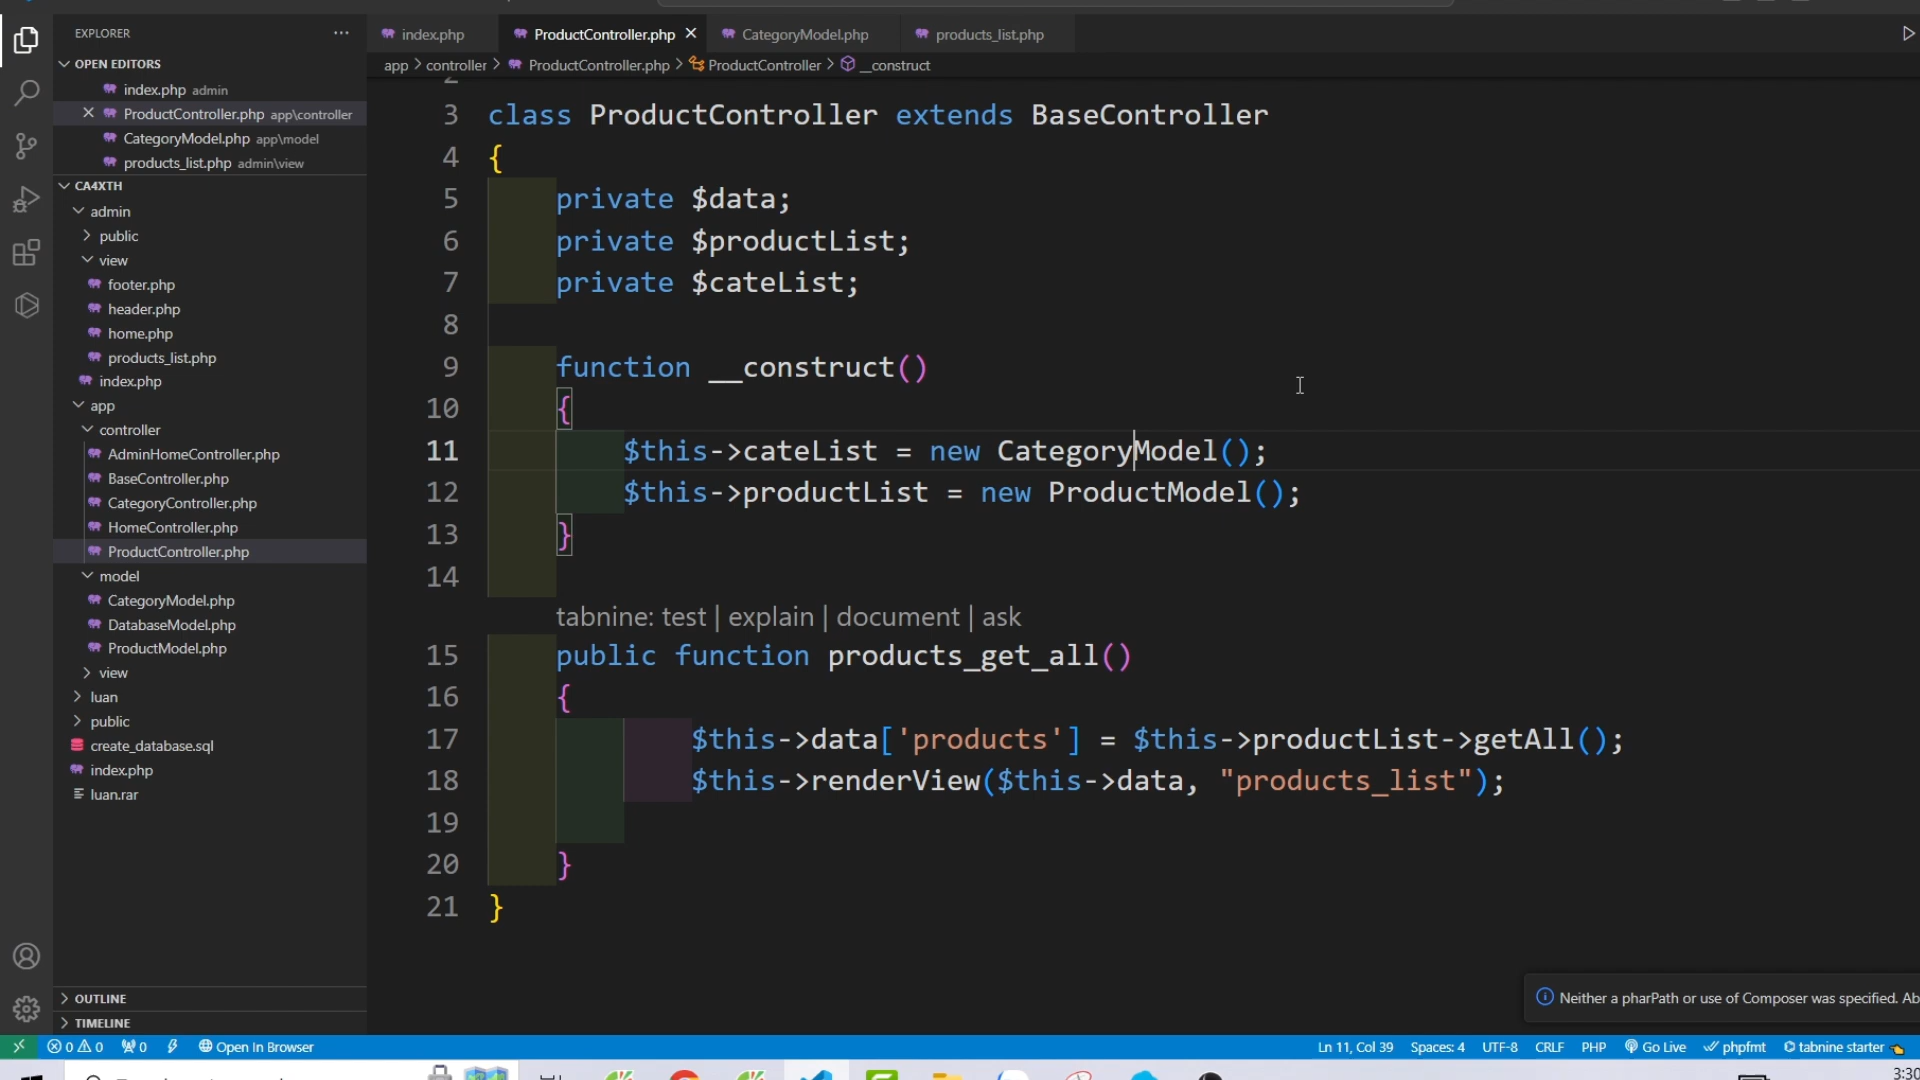 EXPLORER
OPEN EDITORS
index.php admin
ProductController.php app\controller
CategoryModel.php app\model
products_list.php admin\view
CA4XTH
admin
public
view
footer.php
header.php
home.php
products_list.php
index.php
app
controller
AdminHomeController.php
BaseController.php
CategoryController.php
HomeController.php
ProductController.php
model
CategoryModel.php
DatabaseModel.php
ProductModel.php
view
luan
public
create_database.sql
index.php
luan.rar
OUTLINE
TIMELINE
index.php ProductController.php CategoryModel.php products_list.php
app > controller > ProductController.php > ProductController > __construct
2
3 class ProductController extends BaseController
4 {
5 private $data;
6 private $productList;
7 private $cateList;
8
9 function __construct()
10 {
11 $this->cateList = new CategoryModel();
12 $this->productList = new ProductModel();
13 }
14
tabnine: test | explain | document | ask
15 public function products_get_all()
16 {
17 $this->data['products'] = $this->productList->getAll();
18 $this->renderView($this->data, "products_list");
19
20 }
21 }
Neither a pharPath or use of Composer was specified. Ab
0 0 0 Open In Browser Ln 11, Col 39 Spaces: 4 UTF-8 CRLF PHP Go Live phpfmt tabnine starter
3:30